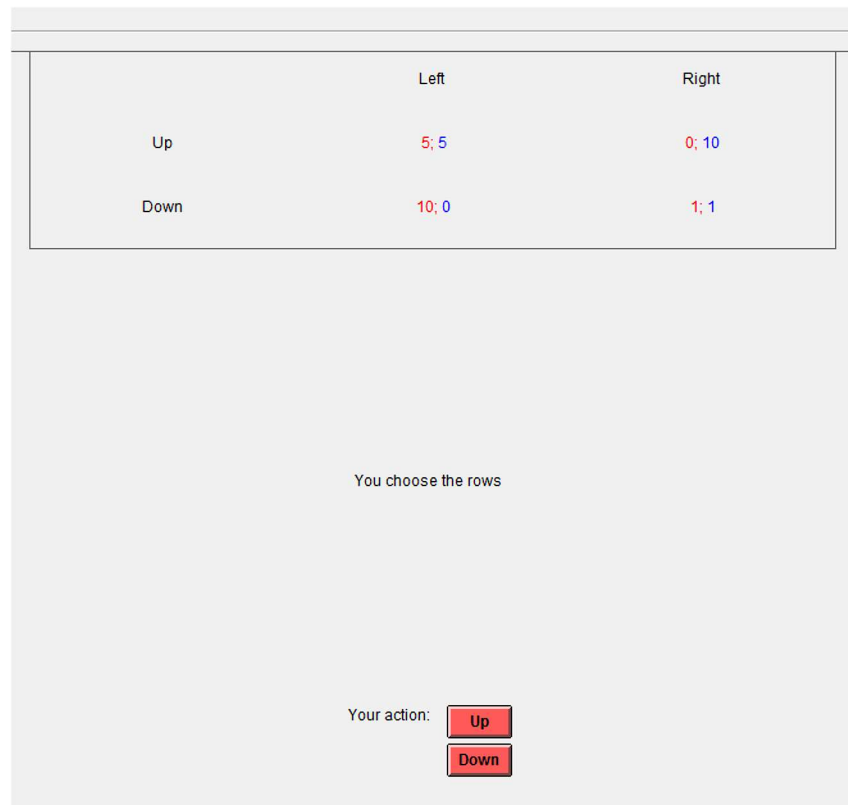 Left Right
Up 5; 5 0; 10
Down 10; 0 1; 1
You choose the rows
Your action: Up
Down